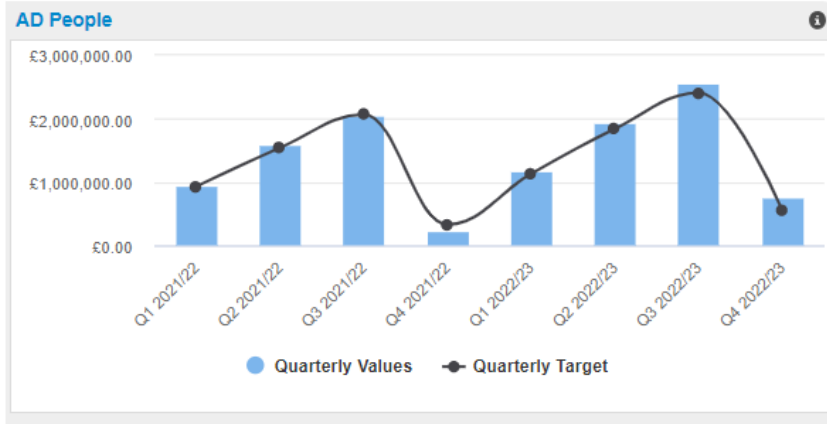 AD People
£3,000,000.00
£2,000,000.00
£1,000,000.00
£0.00
Q1 2021/22
Q2 2021/22
Q3 2021/22
Q4 2021/22
Q1 2022/23
Q2 2022/23
Q3 2022/23
Q4 2022/23
Quarterly Values
Quarterly Target